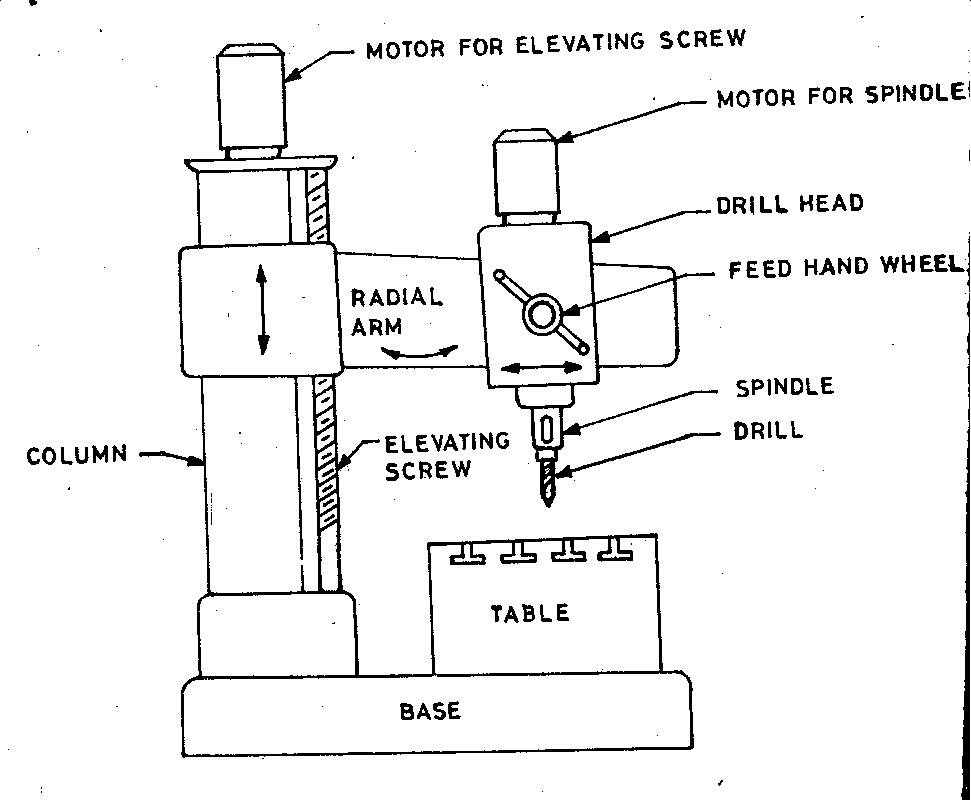 MOTOR FOR ELEVATING SCREW
MOTOR FOR SPINDLE
DRILL HEAD
FEED HAND WHEEL
RADIAL
ARM
SPINDLE
DRILL
COLUMN
ELEVATING
SCREW
TABLE
BASE